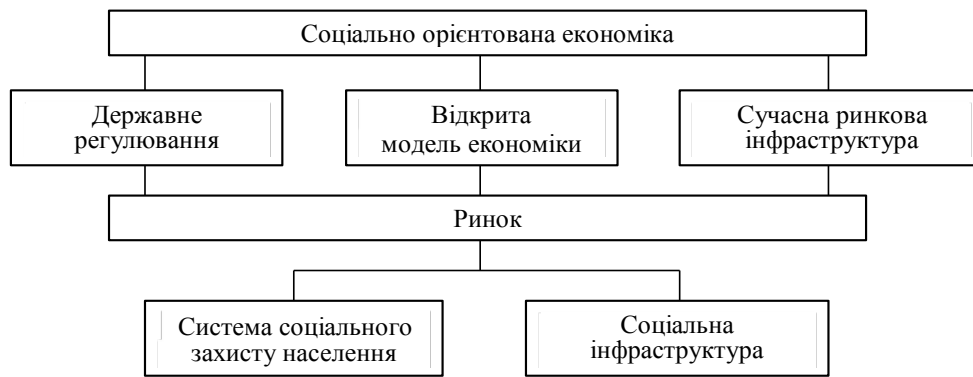 Соціально орієнтована економіка
Державне
регулювання
Відкрита
модель економіки
Сучасна ринкова
інфраструктура
Ринок
Система соціального
захисту населення
Соціальна
інфраструктура